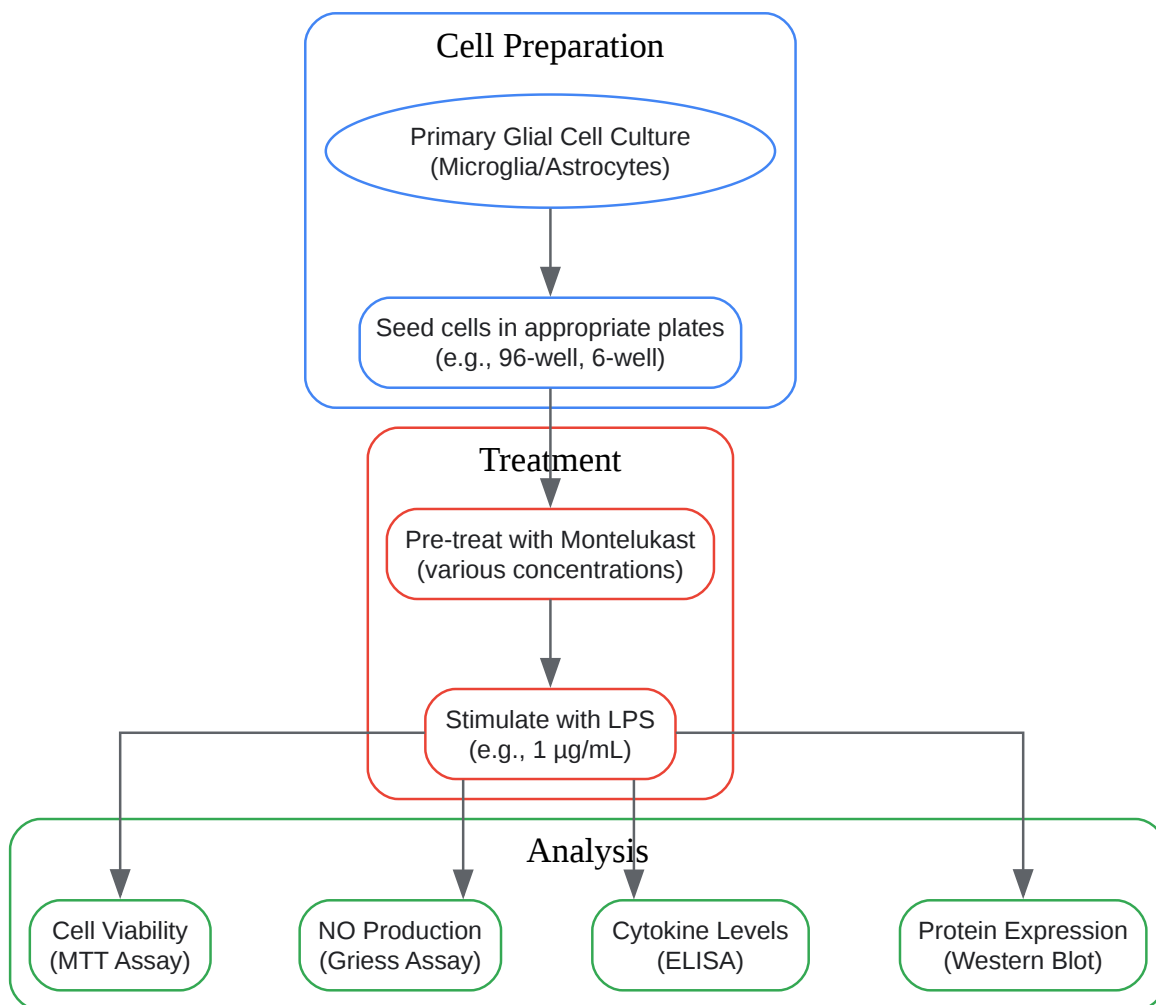 Cell Preparation
Primary Glial Cell Culture
(Microglia/Astrocytes)
Seed cells in appropriate plates
(e.g., 96-well, 6-well)
Treatment
Pre-treat with Montelukast
(various concentrations)
Stimulate with LPS
(e.g., 1 µg/mL)
Analysis
Cell Viability
(MTT Assay)
NO Production
(Griess Assay)
Cytokine Levels
(ELISA)
Protein Expression
(Western Blot)